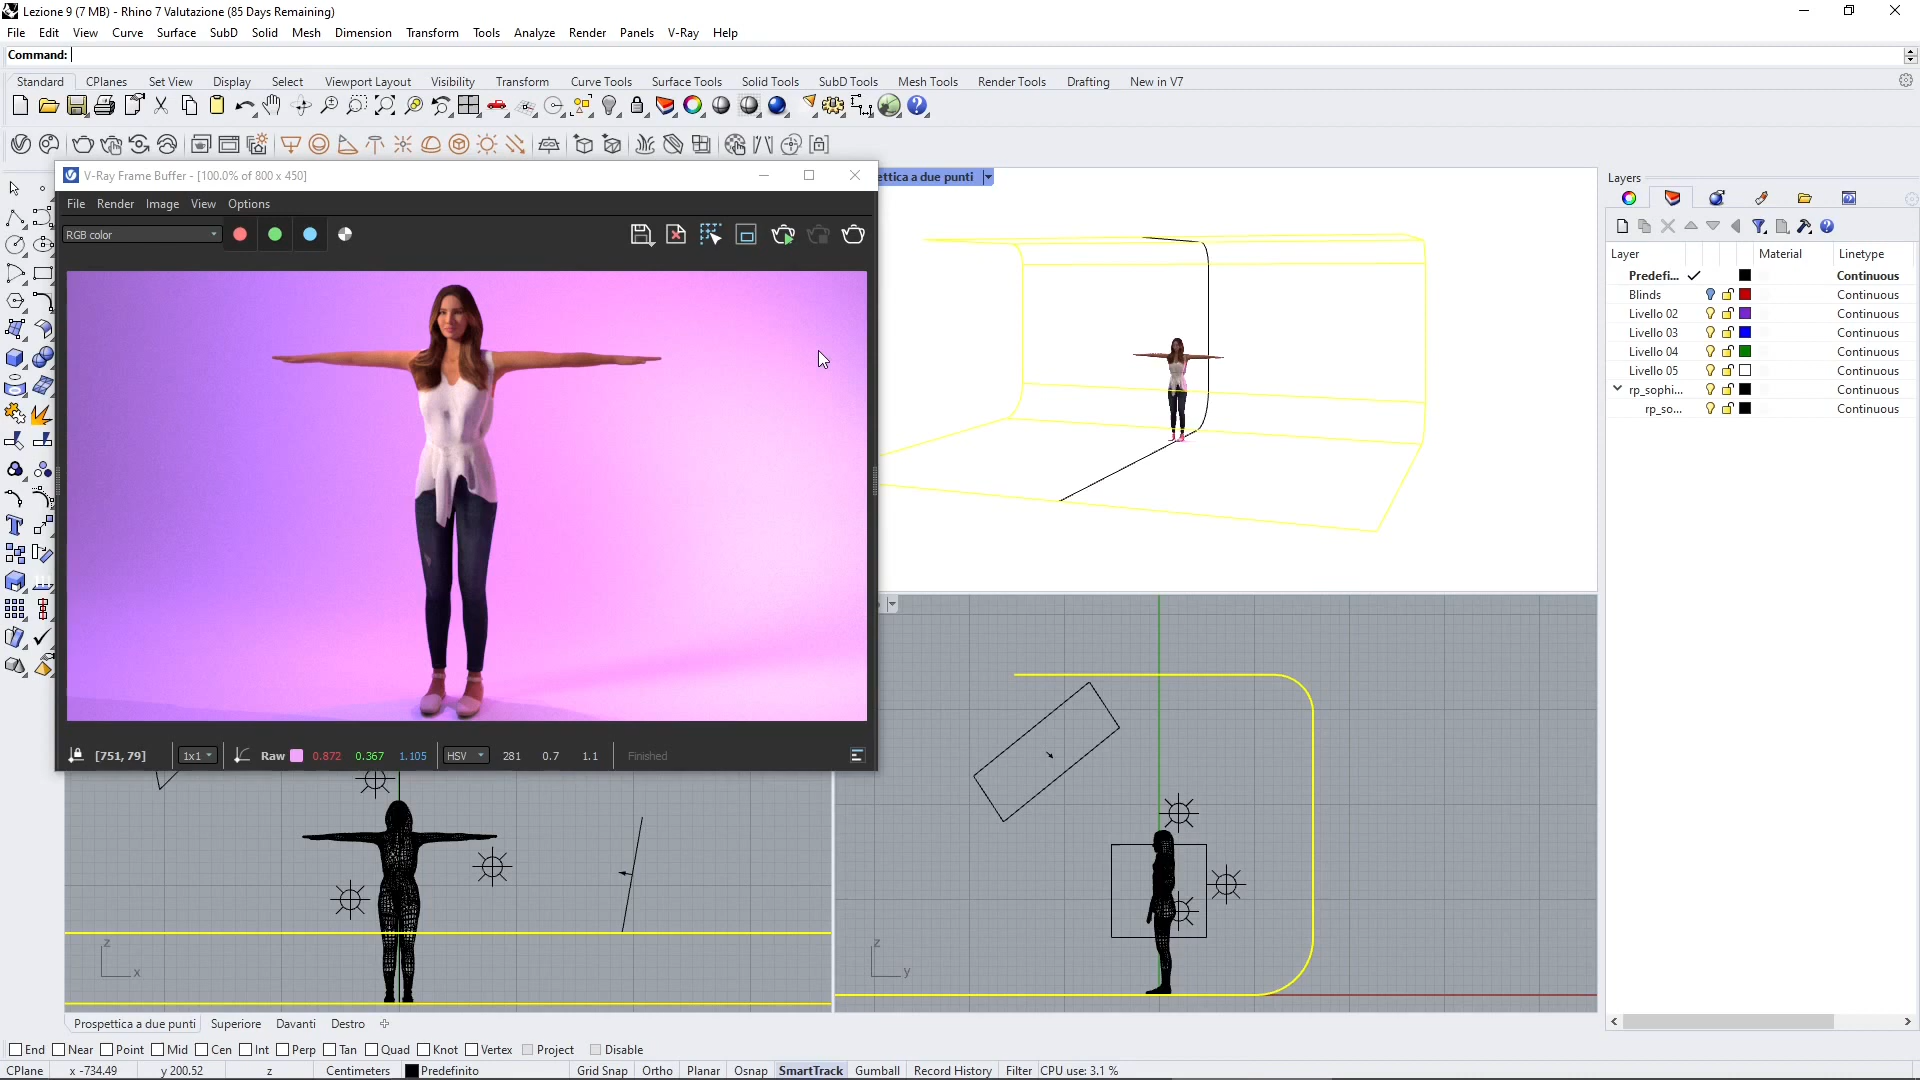 Lezione 9 (7 MB) - Rhino 7 Valutazione (85 Days Remaining)
File Edit View Curve Surface SubD Solid Mesh Dimension Transform Tools Analyze Render Panels V-Ray Help
Command:
Standard CPlanes Set View Display Select Viewport Layout Visibility Transform Curve Tools Surface Tools Solid Tools SubD Tools Mesh Tools Render Tools Drafting New in V7
V-Ray Frame Buffer - [100.0% of 800 x 450]
File Render Image View Options
RGB color
[751, 79] 1x1 Raw 0.872 0.367 1.105 HSV 281 0.7 1.1 Finished
ettica a due punti
z
x
z
y
Layers
Layer Material Linetype
Predefi... Continuous
Blinds Continuous
Livello 02 Continuous
Livello 03 Continuous
Livello 04 Continuous
Livello 05 Continuous
rp_sophi... Continuous
rp_so... Continuous
Prospettica a due punti Superiore Davanti Destro
End Near Point Mid Cen Int Perp Tan Quad Knot Vertex Project Disable
CPlane x -734.49 y 200.52 z Centimeters Predefinito Grid Snap Ortho Planar Osnap SmartTrack Gumball Record History Filter CPU use: 3.1 %